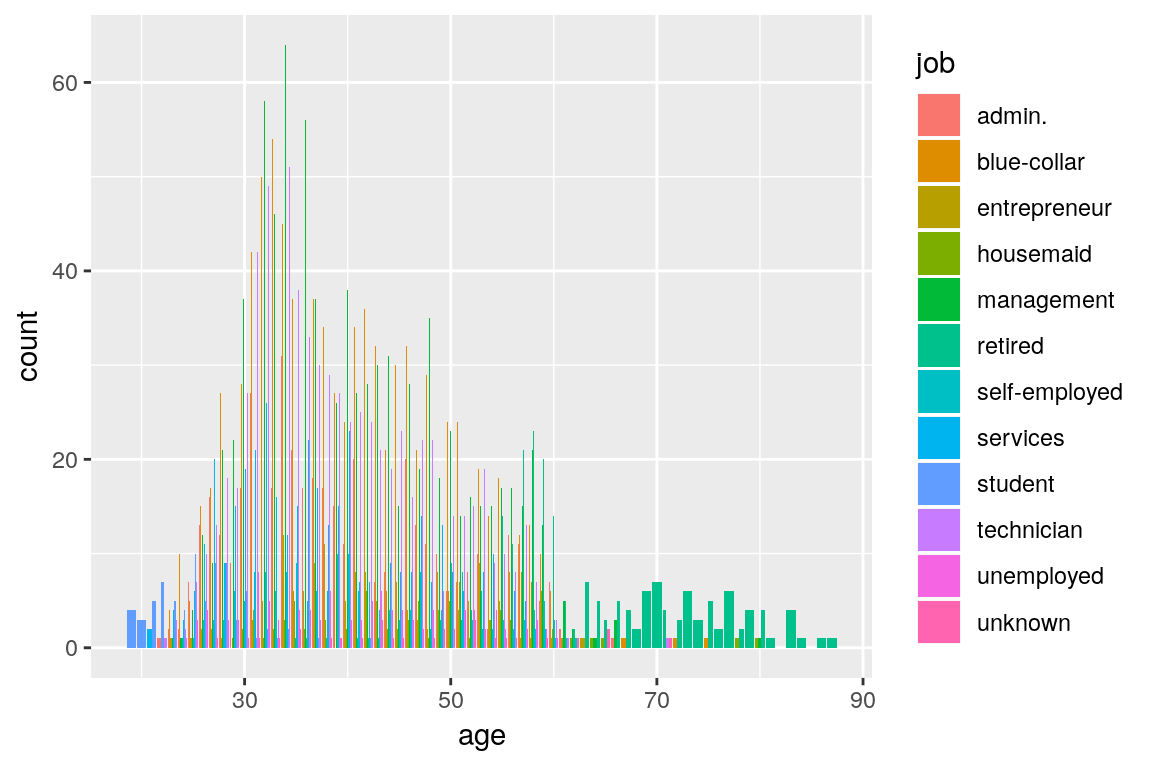 60
40
20
0
count
30
50
70
90
age
job
admin.
blue-collar
entrepreneur
housemaid
management
retired
self-employed
services
student
technician
unemployed
unknown